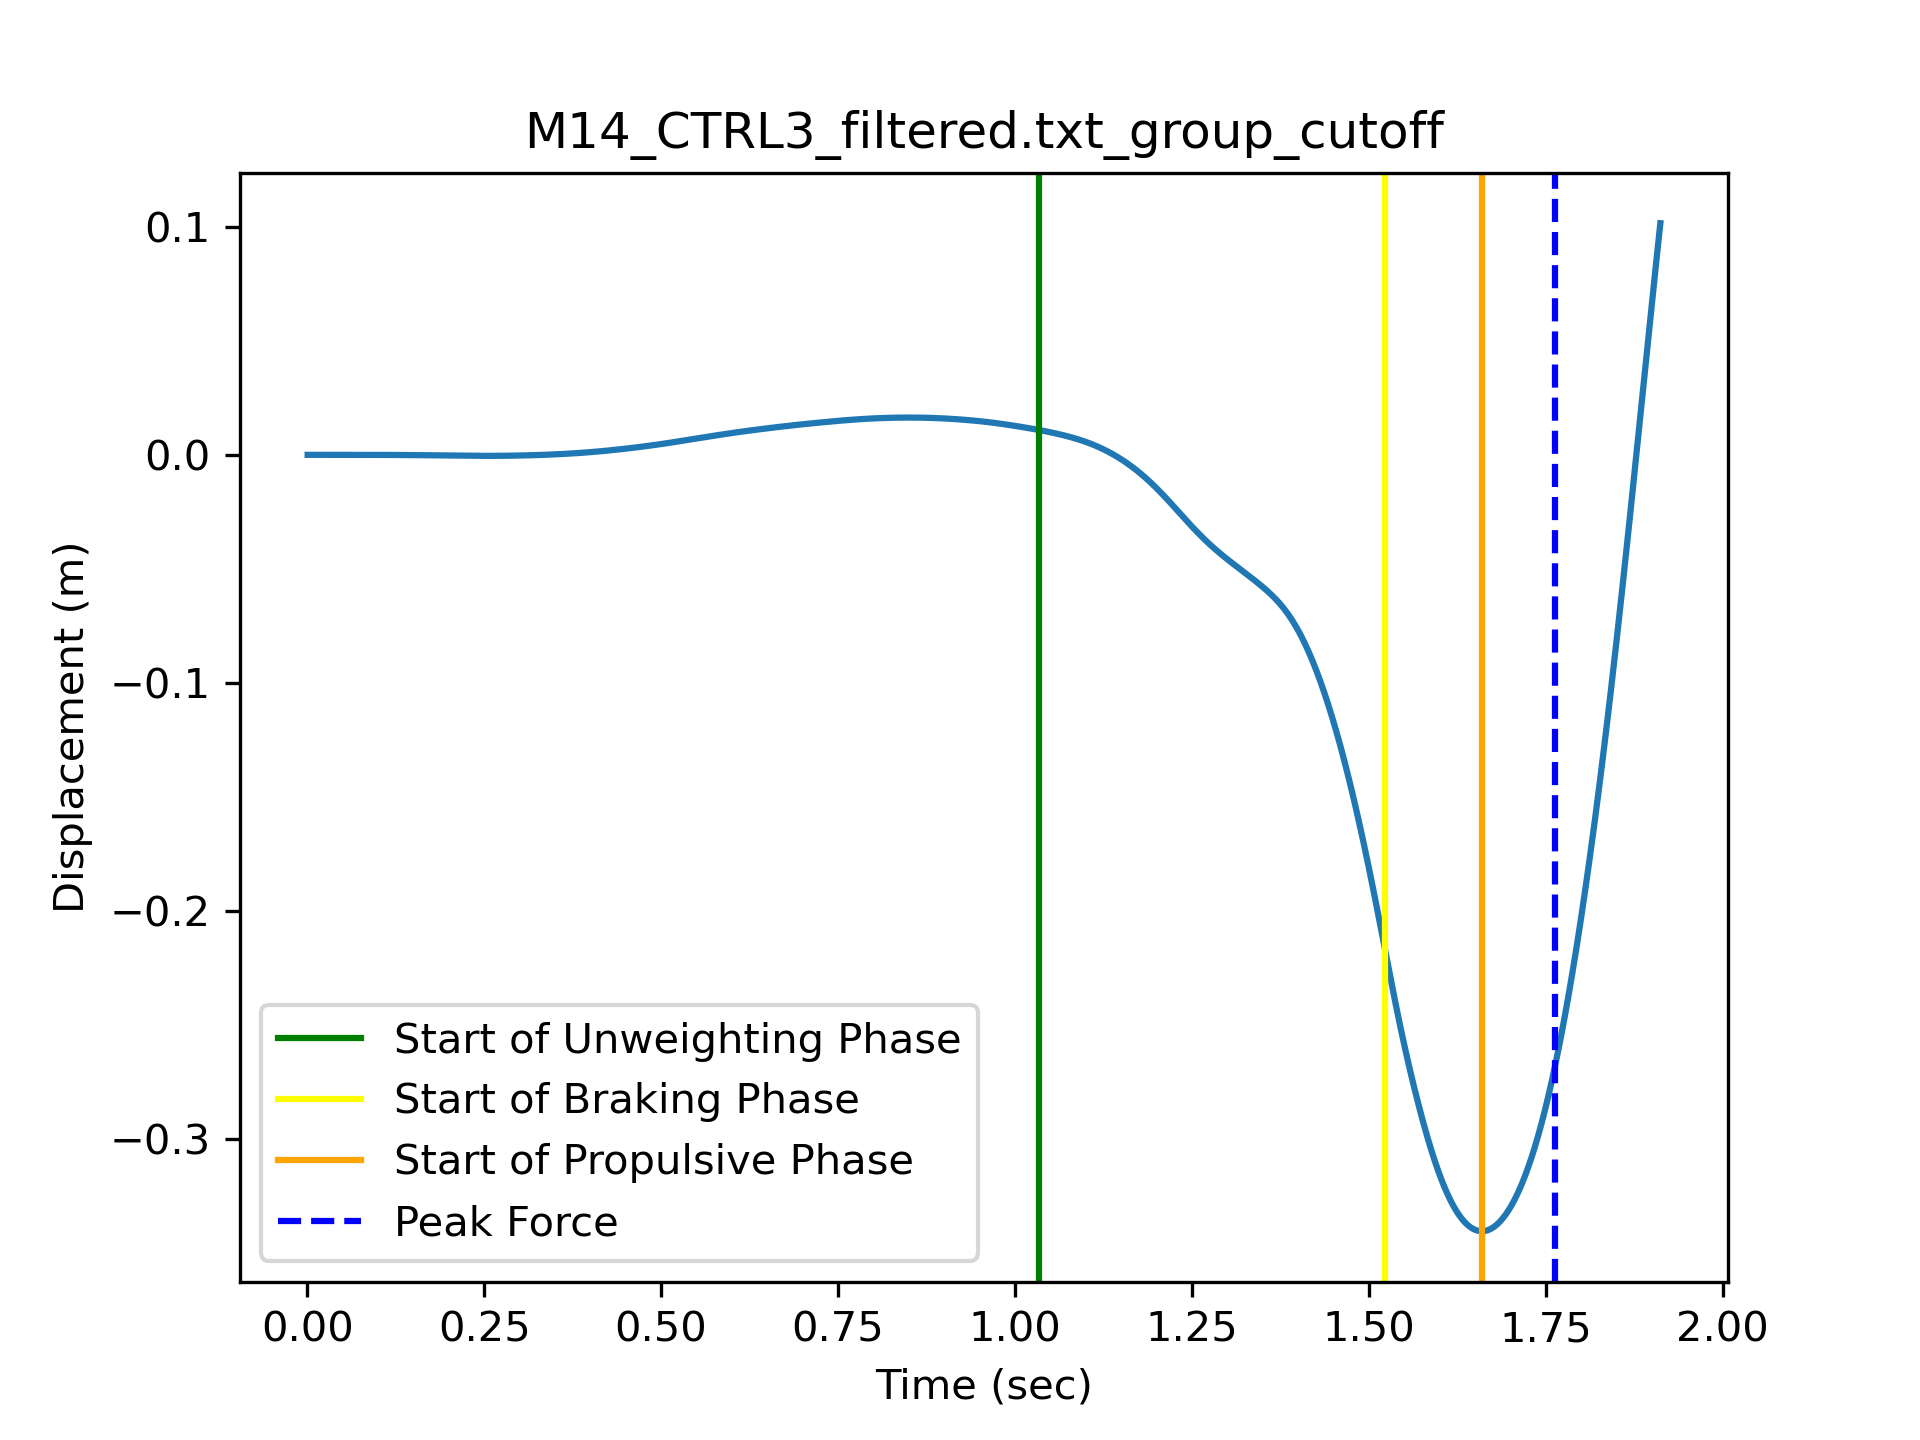 M14_CTRL3_filtered.txt_group_cutoff
0.1
0.0
−0.1
−0.2
−0.3
Displacement (m)
Start of Unweighting Phase
Start of Braking Phase
Start of Propulsive Phase
Peak Force
0.00 0.25 0.50 0.75 1.00 1.25 1.50 1.75 2.00
Time (sec)